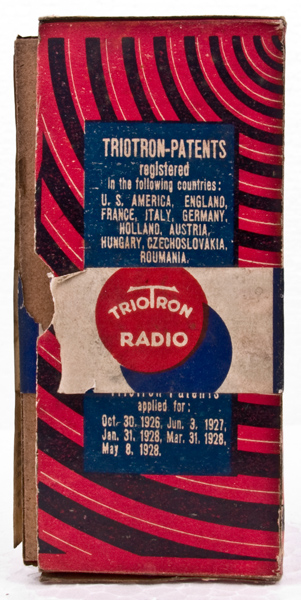 TRIOTRON-PATENTS
registered
in the following countries:
U. S. AMERICA, ENGLAND,
FRANCE, ITALY, GERMANY,
HOLLAND, AUSTRIA,
HUNGARY, CZECHOSLOVAKIA,
ROUMANIA.
TRIOTRON
RADIO
Triotron-Patents
applied for:
Oct. 30. 1926, Jun. 3. 1927,
Jan. 31. 1928, Mar. 31. 1928,
May 8. 1928.